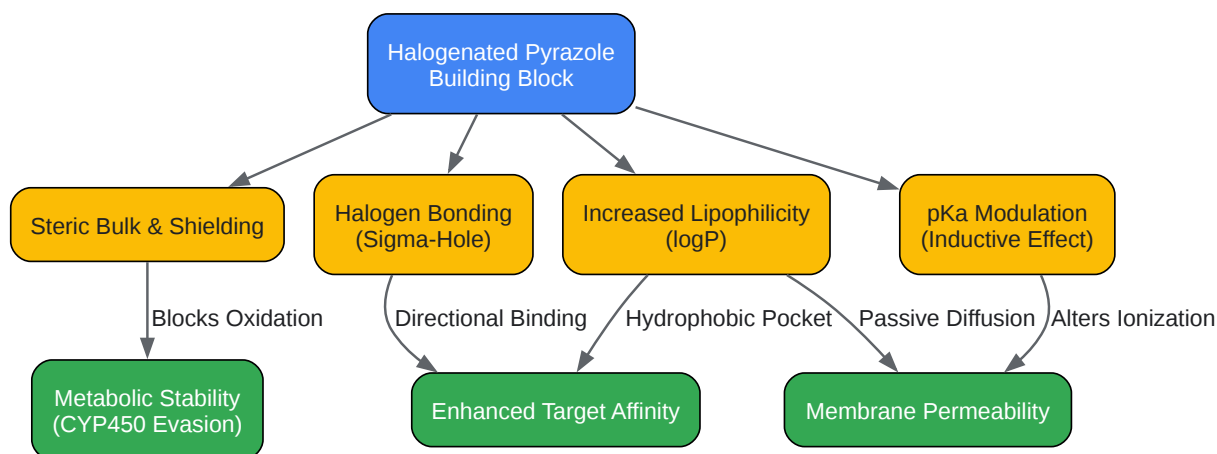 Halogenated Pyrazole
Building Block
Steric Bulk & Shielding
Halogen Bonding
(Sigma-Hole)
Increased Lipophilicity
(logP)
pKa Modulation
(Inductive Effect)
Blocks Oxidation
Directional Binding
Hydrophobic Pocket
Passive Diffusion
Alters Ionization
Metabolic Stability
(CYP450 Evasion)
Enhanced Target Affinity
Membrane Permeability